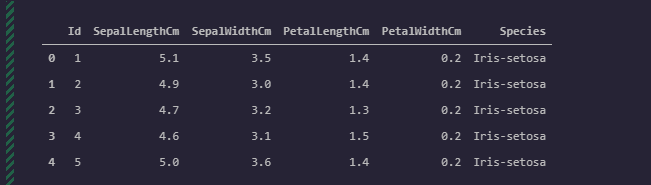 Id SepalLengthCm SepalWidthCm PetalLengthCm PetalWidthCm Species
0 1 5.1 3.5 1.4 0.2 Iris-setosa
1 2 4.9 3.0 1.4 0.2 Iris-setosa
2 3 4.7 3.2 1.3 0.2 Iris-setosa
3 4 4.6 3.1 1.5 0.2 Iris-setosa
4 5 5.0 3.6 1.4 0.2 Iris-setosa